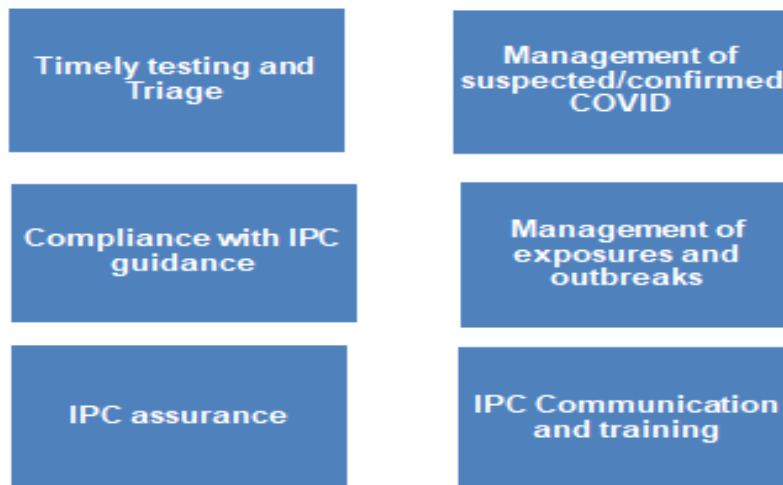 Timely testing and
Triage
Management of
suspected/confirmed
COVID
Compliance with IPC
guidance
Management of
exposures and
outbreaks
IPC assurance
IPC Communication
and training